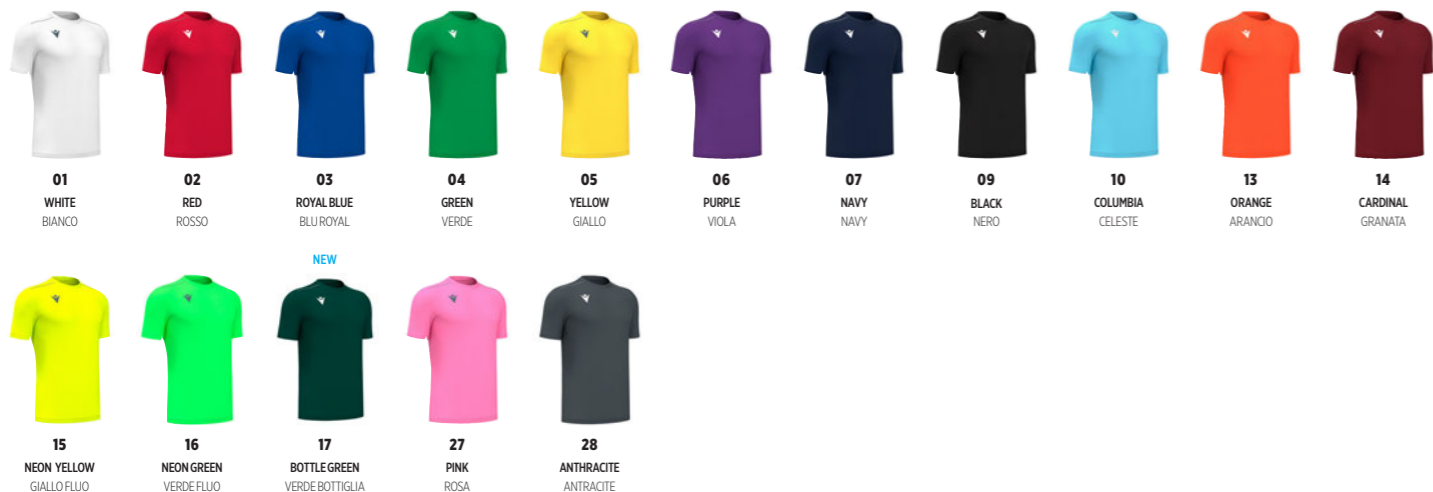 01
WHITE
BIANCO
02
RED
ROSSO
03
ROYAL BLUE
BLU ROYAL
04
GREEN
VERDE
05
YELLOW
GIALLO
06
PURPLE
VIOLA
07
NAVY
NAVY
09
BLACK
NERO
10
COLUMBIA
CELESTE
13
ORANGE
ARANCIO
14
CARDINAL
GRANATA
15
NEON YELLOW
GIALLO FLUO
16
NEON GREEN
VERDE FLUO
NEW
17
BOTTLE GREEN
VERDE BOTTIGLIA
27
PINK
ROSA
28
ANTHRACITE
ANTRACITE